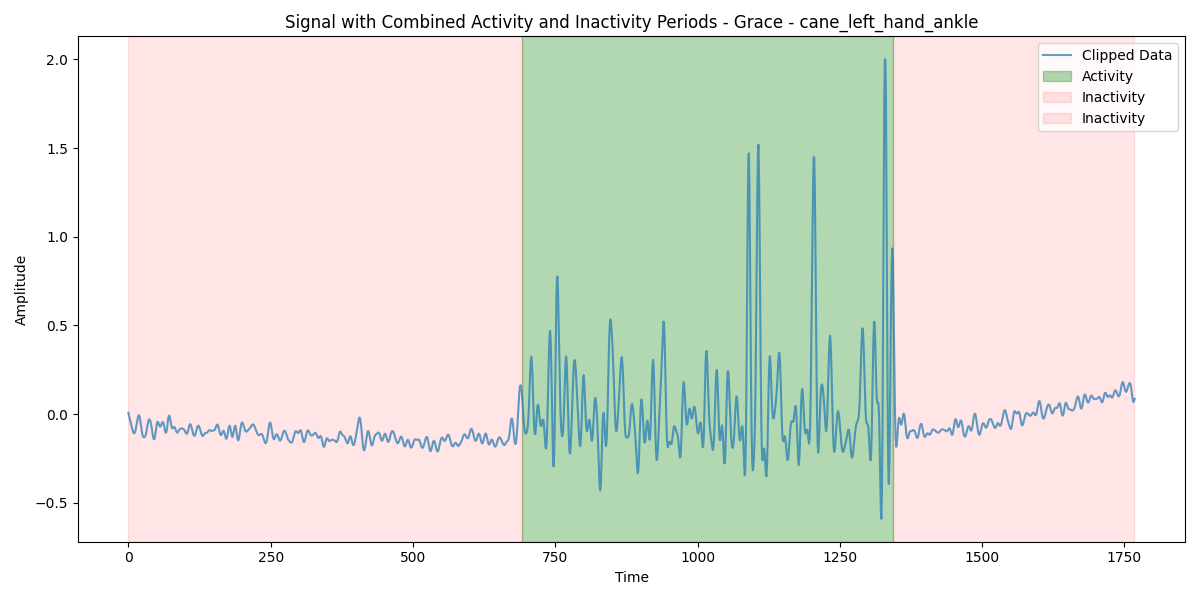 Signal with Combined Activity and Inactivity Periods - Grace - cane_left_hand_ankle
Clipped Data
Activity
Inactivity
Inactivity
Amplitude
2.0
1.5
1.0
0.5
0.0
−0.5
0
250
500
750
1000
1250
1500
1750
Time